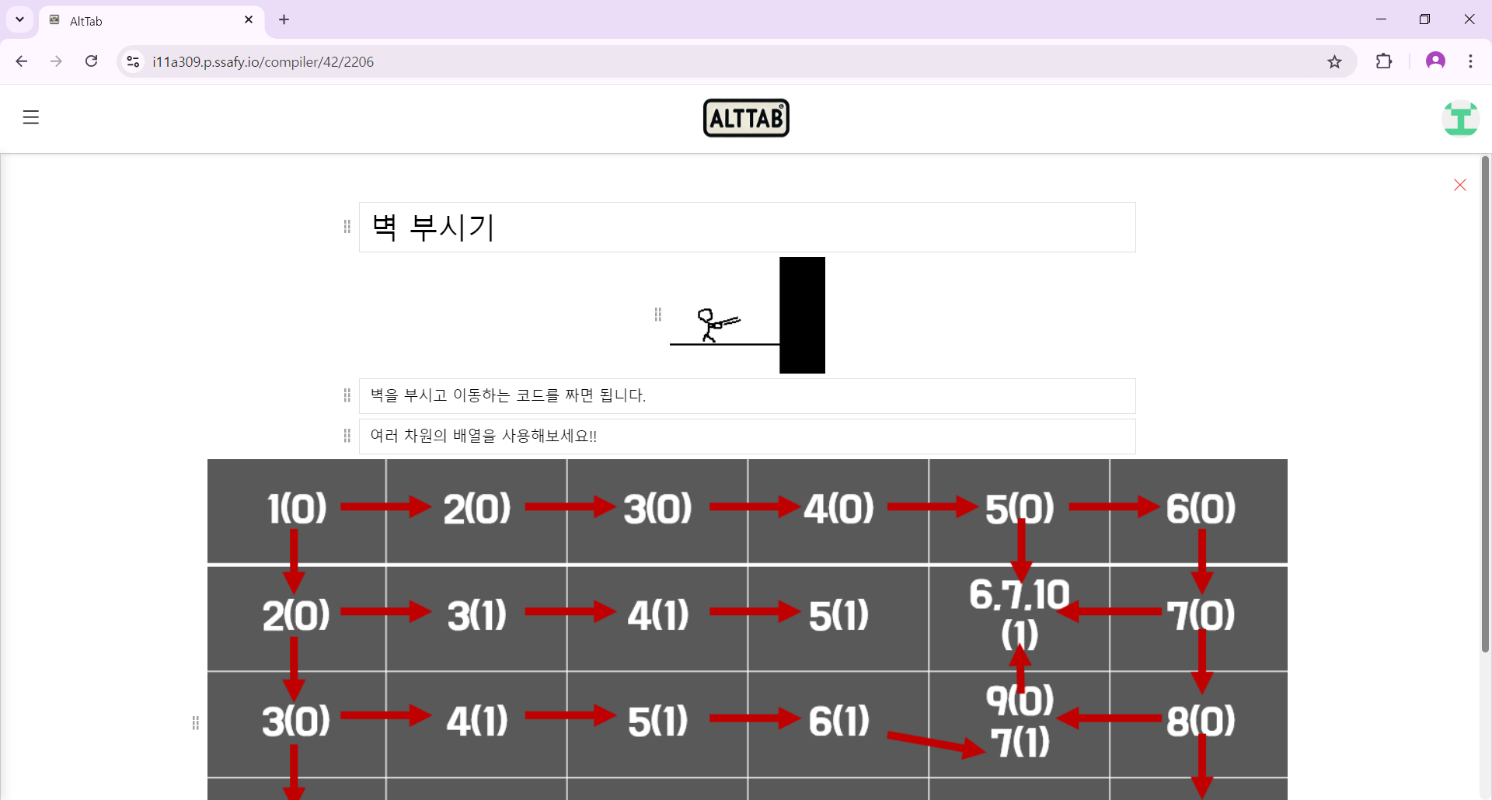 AltTab
i11a309.p.ssafy.io/compiler/42/2206
ALTTAB
벽 부시기
벽을 부시고 이동하는 코드를 짜면 됩니다.
여러 차원의 배열을 사용해보세요!!
1(0) 2(0) 3(0) 4(0) 5(0) 6(0)
2(0) 3(1) 4(1) 5(1) 6,7,10 7(0)
(1)
3(0) 4(1) 5(1) 6(1) 9(0) 8(0)
7(1)